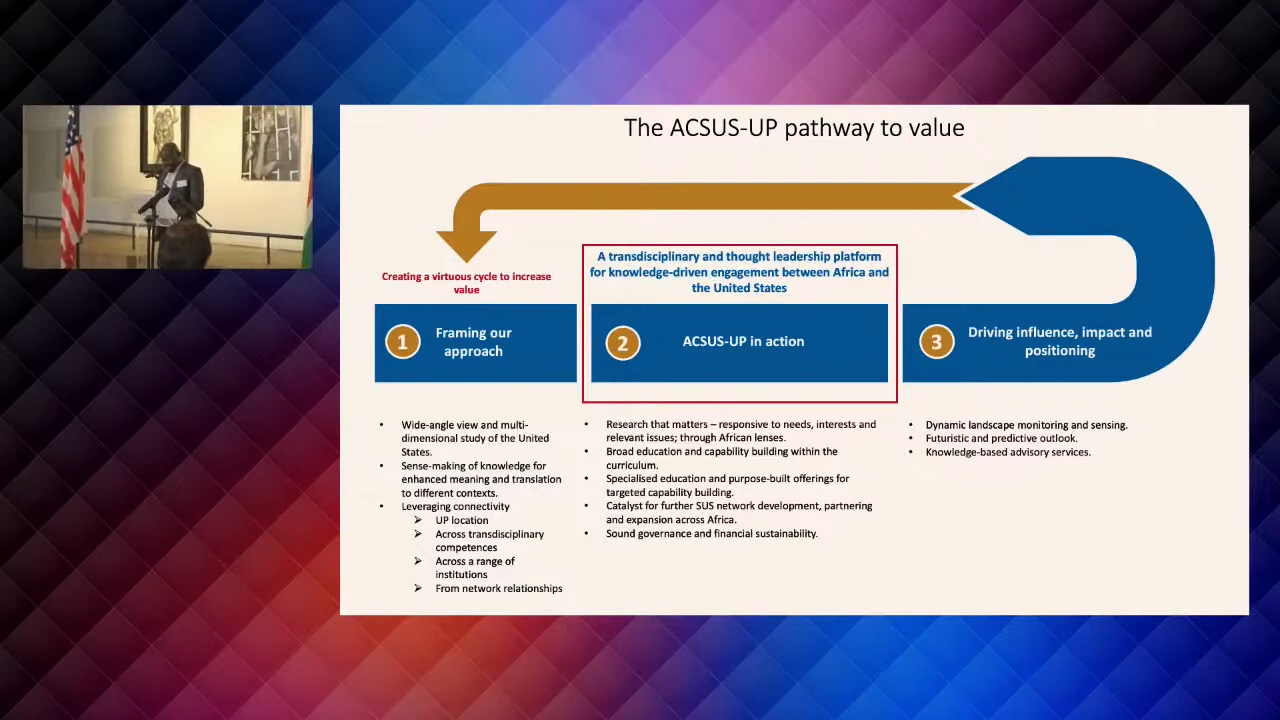 The ACSUS-UP pathway to value
Creating a virtuous cycle to increase
value
A transdisciplinary and thought leadership platform
for knowledge-driven engagement between Africa and
the United States
1
Framing our
approach
2
ACSUS-UP in action
3
Driving influence, impact and
positioning
• Wide-angle view and multi-
dimensional study of the United
States.
• Sense-making of knowledge for
enhanced meaning and translation
to different contexts.
• Leveraging connectivity
➢ UP location
➢ Across transdisciplinary
competences
➢ Across a range of
institutions
➢ From network relationships
• Research that matters – responsive to needs, interests and
relevant issues; through African lenses.
• Broad education and capability building within the
curriculum.
• Specialised education and purpose-built offerings for
targeted capability building.
• Catalyst for further SUS network development, partnering
and expansion across Africa.
• Sound governance and financial sustainability.
• Dynamic landscape monitoring and sensing.
• Futuristic and predictive outlook.
• Knowledge-based advisory services.